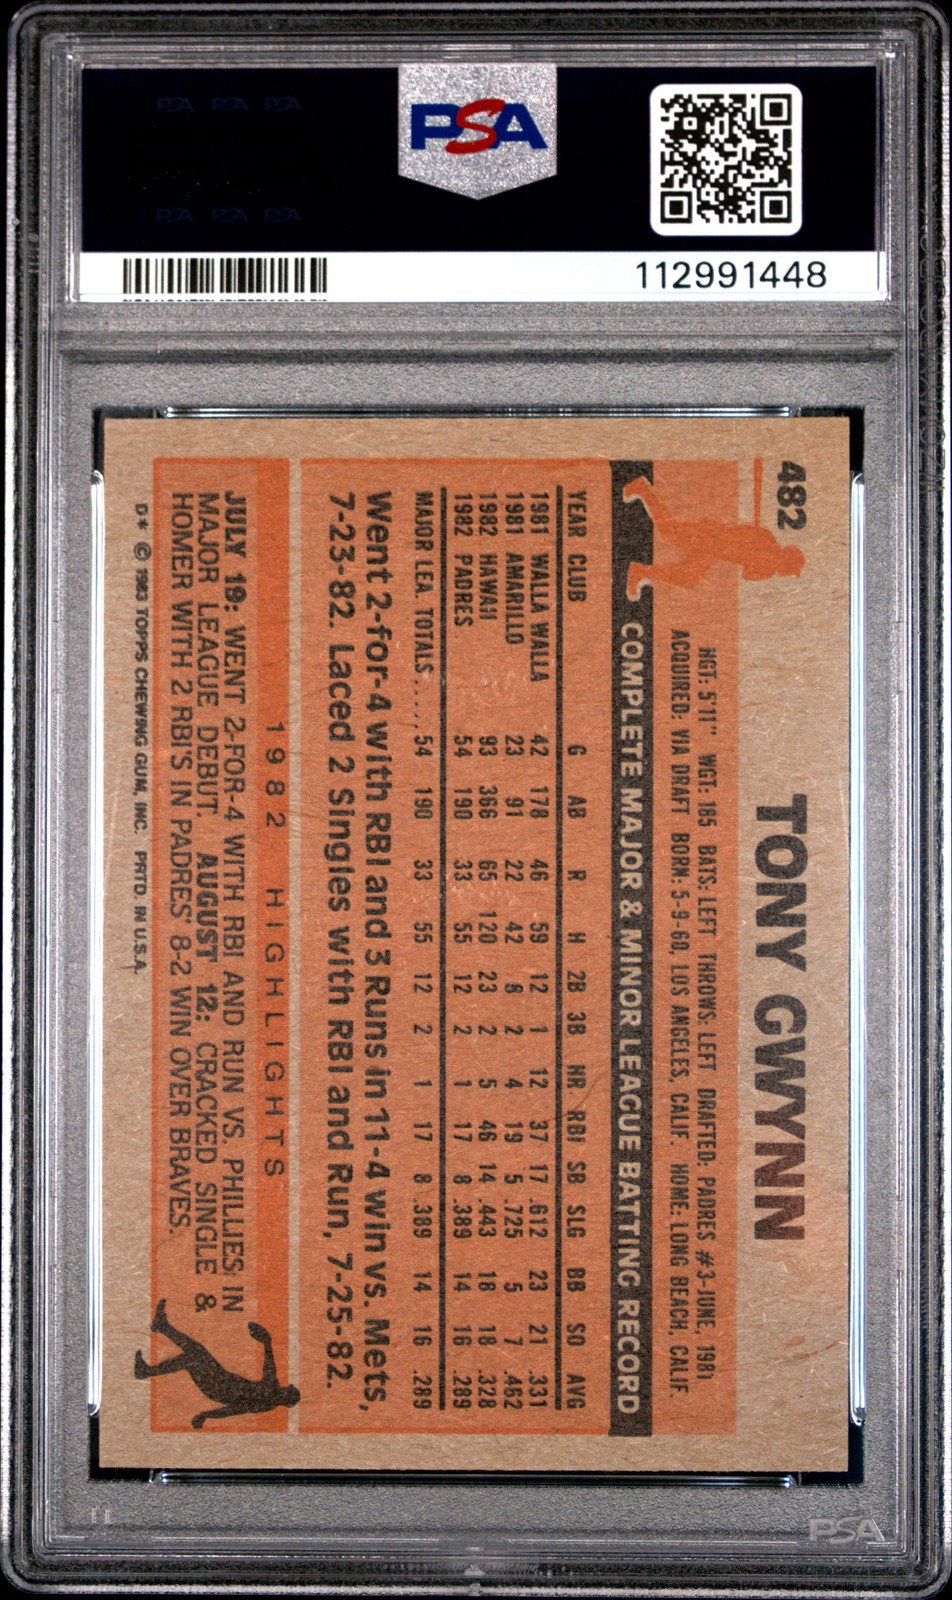 PSA PSA PSA
PSA
PSA PSA PSA
112991448
482
TONY GWYNN
HGT: 5'11" WGT: 185 BATS: LEFT THROWS: LEFT DRAFTED: PADRES #3-JUNE, 1981
ACQUIRED: VIA DRAFT BORN: 5-9-60, LOS ANGELES, CALIF. HOME: LONG BEACH, CALIF.
COMPLETE MAJOR & MINOR LEAGUE BATTING RECORD
YEAR CLUB G AB R H 2B 3B HR RBI SB SLG BB SO AVG
1981 WALLA WALLA 42 178 46 59 12 1 12 37 17 .612 23 21 .331
1981 AMARILLO 23 91 22 42 8 2 4 19 5 .725 5 7 .462
1982 HAWAII 93 366 65 120 23 2 5 46 14 .443 18 18 .328
1982 PADRES 54 190 33 55 12 2 1 17 8 .389 14 16 .289
MAJOR LEA. TOTALS..... 54 190 33 55 12 2 1 17 8 .389 14 16 .289
Went 2-for-4 with RBI and 3 Runs in 11-4 win vs. Mets,
7-23-82. Laced 2 Singles with RBI and Run, 7-25-82.
1982 HIGHLIGHTS
JULY 19: WENT 2-FOR-4 WITH RBI AND RUN VS. PHILLIES IN
MAJOR LEAGUE DEBUT. AUGUST 12: CRACKED SINGLE &
HOMER WITH 2 RBI'S IN PADRES' 8-2 WIN OVER BRAVES.
D* © 1983 TOPPS CHEWING GUM, INC. PRTD. IN U.S.A.
PSA